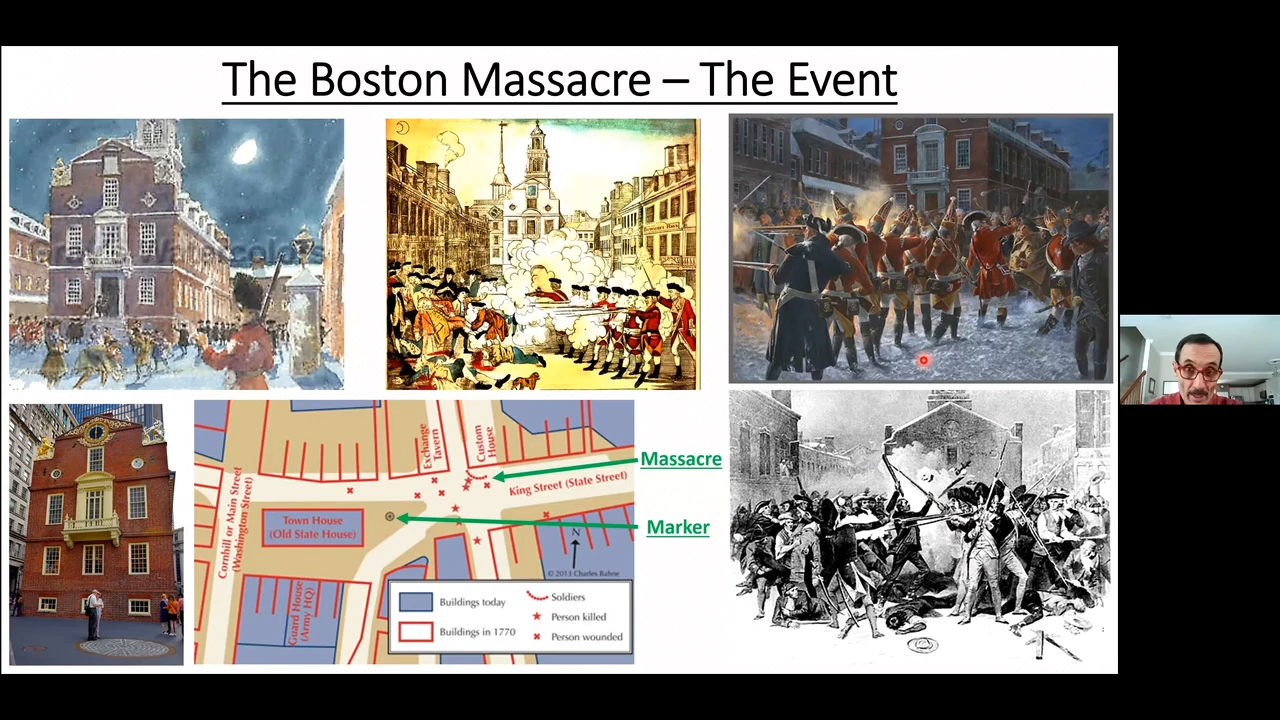 The Boston Massacre – The Event
Exchange
Tavern
Custom
House
Massacre
King Street (State Street)
Cornhill or Main Street
(Washington Street)
Town House
(Old State House)
Marker
N
© 2013 Charles Bahne
Guard House
(Army HQ)
Buildings today
Buildings in 1770
Soldiers
Person killed
Person wounded